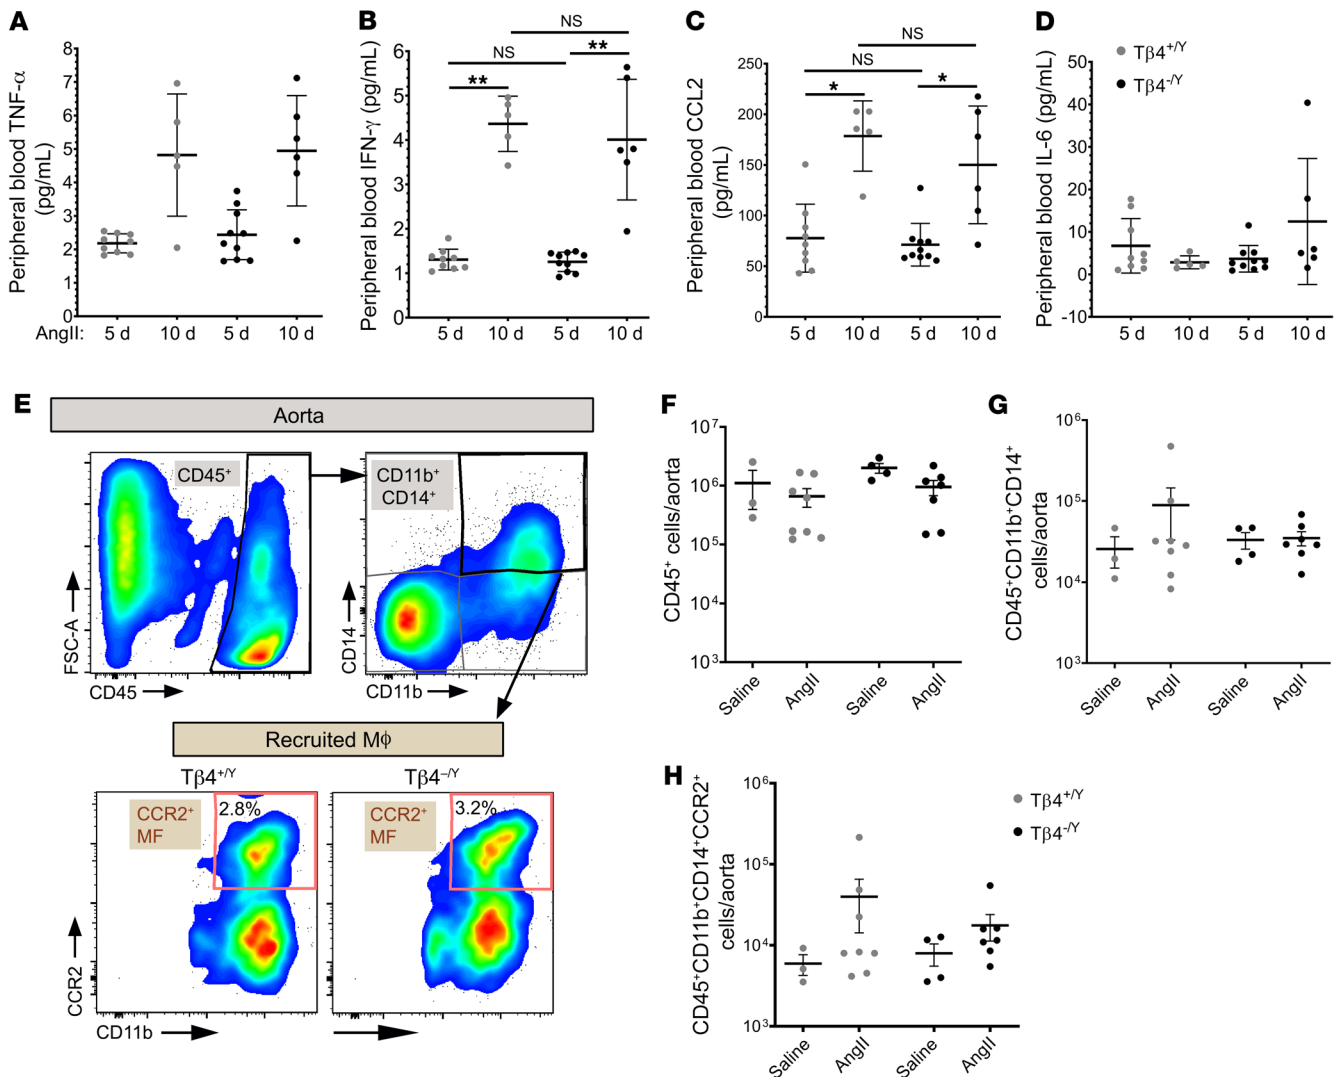 A
Peripheral blood TNF-α
(pg/mL)
8
7
6
5
4
3
2
1
0
AngII:
5 d
10 d
5 d
10 d
B
Peripheral blood IFN-γ (pg/mL)
6
5
4
3
2
1
0
NS
NS
**
**
5 d
10 d
5 d
10 d
C
Peripheral blood CCL2
(pg/mL)
250
200
150
100
50
0
NS
NS
*
*
5 d
10 d
5 d
10 d
D
Peripheral blood IL-6 (pg/mL)
50
40
30
20
10
0
-10
Tβ4+/Y
Tβ4-/Y
5 d
10 d
5 d
10 d
E
Aorta
CD45+
FSC-A
CD45
CD11b+
CD14+
CD14
CD11b
Recruited Mϕ
Tβ4+/Y
Tβ4–/Y
CCR2+
MF
2.8%
CCR2+
MF
3.2%
CCR2
CD11b
F
CD45+ cells/aorta
10⁷
10⁶
10⁵
10⁴
10³
Saline
AngII
Saline
AngII
G
CD45+CD11b+CD14+
cells/aorta
10⁶
10⁵
10⁴
10³
Saline
AngII
Saline
AngII
H
CD45+CD11b+CD14+CCR2+
cells/aorta
10⁶
10⁵
10⁴
10³
Saline
AngII
Saline
AngII
Tβ4+/Y
Tβ4-/Y